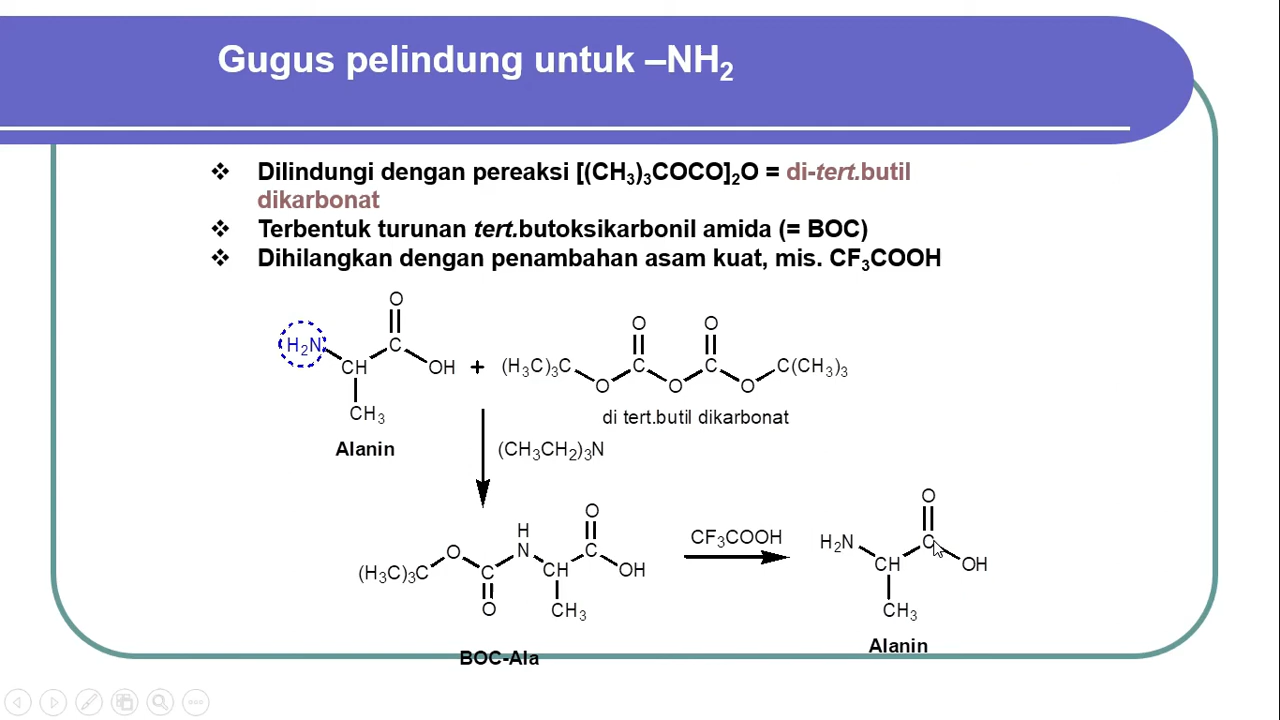 Gugus pelindung untuk –NH₂
❖ Dilindungi dengan pereaksi [(CH₃)₃COCO]₂O = di-tert.butil
dikarbonat
❖ Terbentuk turunan tert.butoksikarbonil amida (= BOC)
❖ Dihilangkan dengan penambahan asam kuat, mis. CF₃COOH
O
O O
H₂N C
CH OH + (H₃C)₃C C C C(CH₃)₃
O O O
CH₃
di tert.butil dikarbonat
Alanin
(CH₃CH₂)₃N
O
O
H
CF₃COOH
H₂N C
O N C
CH OH
(H₃C)₃C C CH OH
O CH₃
CH₃
Alanin
BOC-Ala